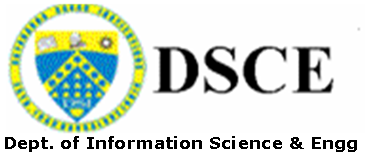 DSCE
Dept. of Information Science & Engg